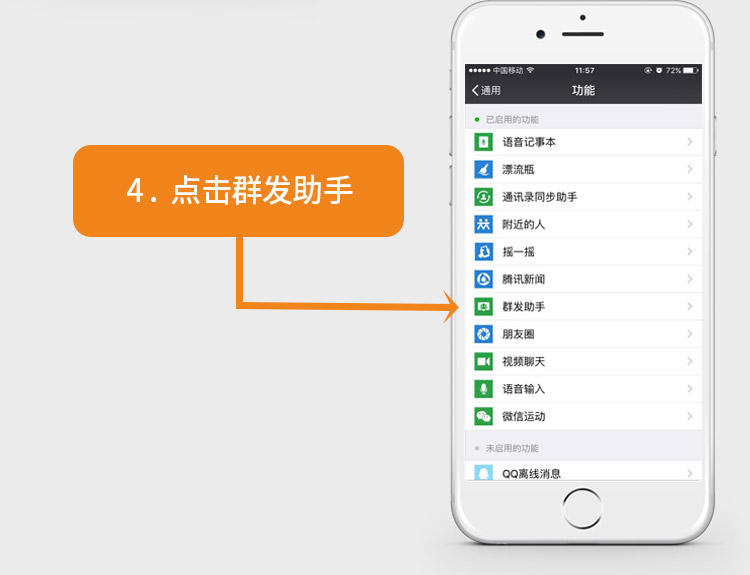 中国移动 11:57 72%
通用 功能
已启用的功能
语音记事本
漂流瓶
通讯录同步助手
4. 点击群发助手
附近的人
摇一摇
腾讯新闻
群发助手
朋友圈
视频聊天
语音输入
微信运动
未启用的功能
QQ离线消息